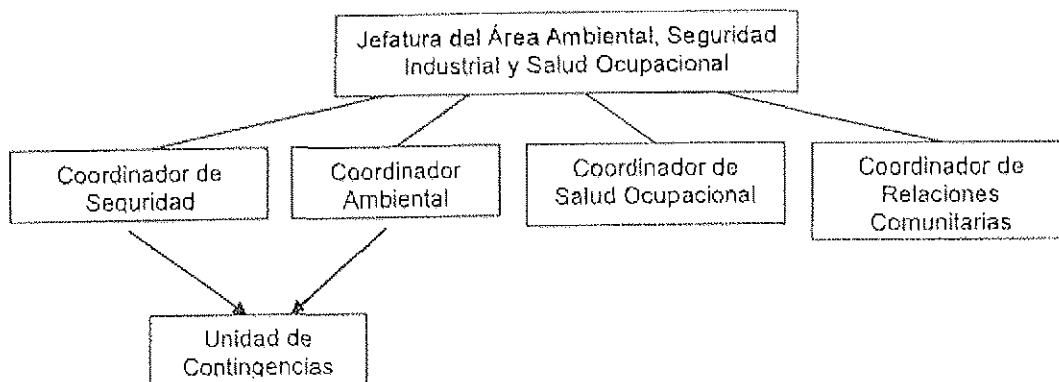 Jefatura del Área Ambiental, Seguridad
Industrial y Salud Ocupacional
Coordinador de
Seguridad
Coordinador
Ambiental
Coordinador de
Salud Ocupacional
Coordinador de
Relaciones
Comunitarias
Unidad de
Contingencias